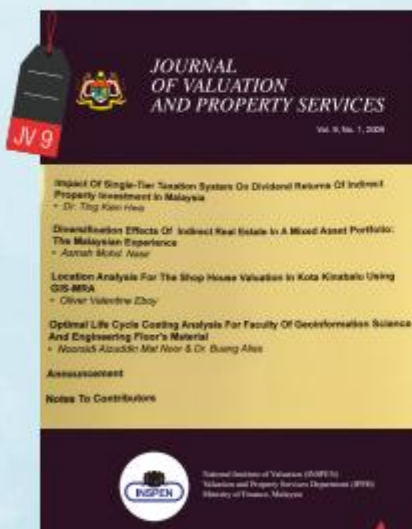 JOURNAL
OF VALUATION
AND PROPERTY SERVICES
Vol. 9, No. 1, 2009
JV 9
Impact Of Single-Tier Taxation System On Dividend Returns Of Indirect
Property Investment In Malaysia
• Dr. Ting Kien Hwa
Diversification Effects Of Indirect Real Estate In A Mixed Asset Portfolio:
The Malaysian Experience
• Asmah Mohd. Nasir
Location Analysis For The Shop House Valuation In Kota Kinabalu Using
GIS-MRA
• Oliver Valentine Eboy
Optimal Life Cycle Costing Analysis For Faculty Of Geoinformation Science
And Engineering Floor's Material
• Noorsidi Aizuddin Mat Noor & Dr. Buang Alias
Announcement
Notes To Contributors
INSPEN
National Institute of Valuation (INSPEN)
Valuation and Property Services Department (JPPH)
Ministry of Finance, Malaysia